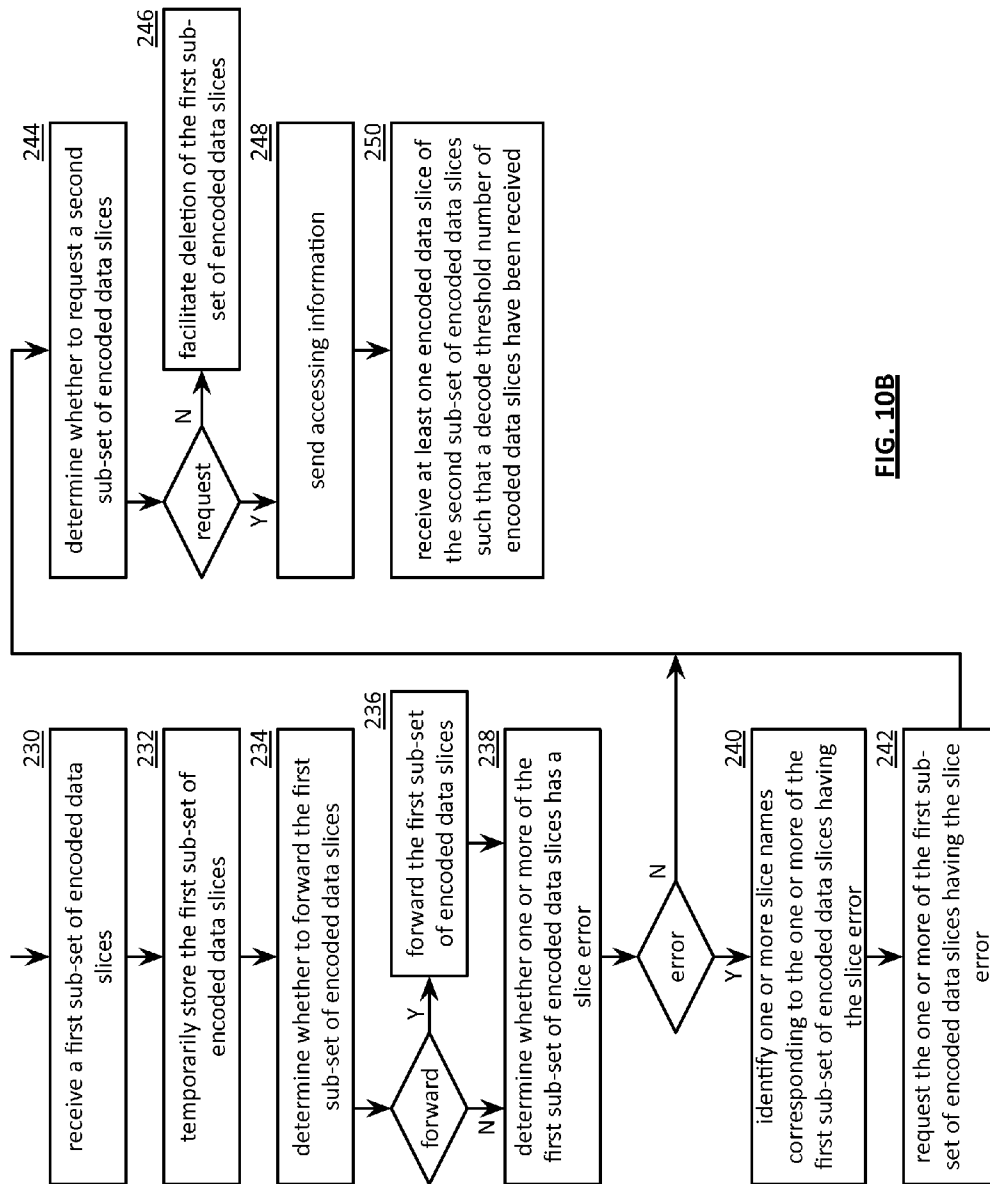 230
receive a first sub-set of encoded data
slices
232
temporarily store the first sub-set of
encoded data slices
234
determine whether to forward the first
sub-set of encoded data slices
forward
Y
N
236
forward the first sub-set
of encoded data slices
238
determine whether one or more of the
first sub-set of encoded data slices has a
slice error
error
N
Y
240
identify one or more slice names
corresponding to the one or more of the
first sub-set of encoded data slices having
the slice error
242
request the one or more of the first sub-
set of encoded data slices having the slice
error
244
determine whether to request a second
sub-set of encoded data slices
request
N
Y
246
facilitate deletion of the first sub-
set of encoded data slices
248
send accessing information
250
receive at least one encoded data slice of
the second sub-set of encoded data slices
such that a decode threshold number of
encoded data slices have been received
FIG. 10B